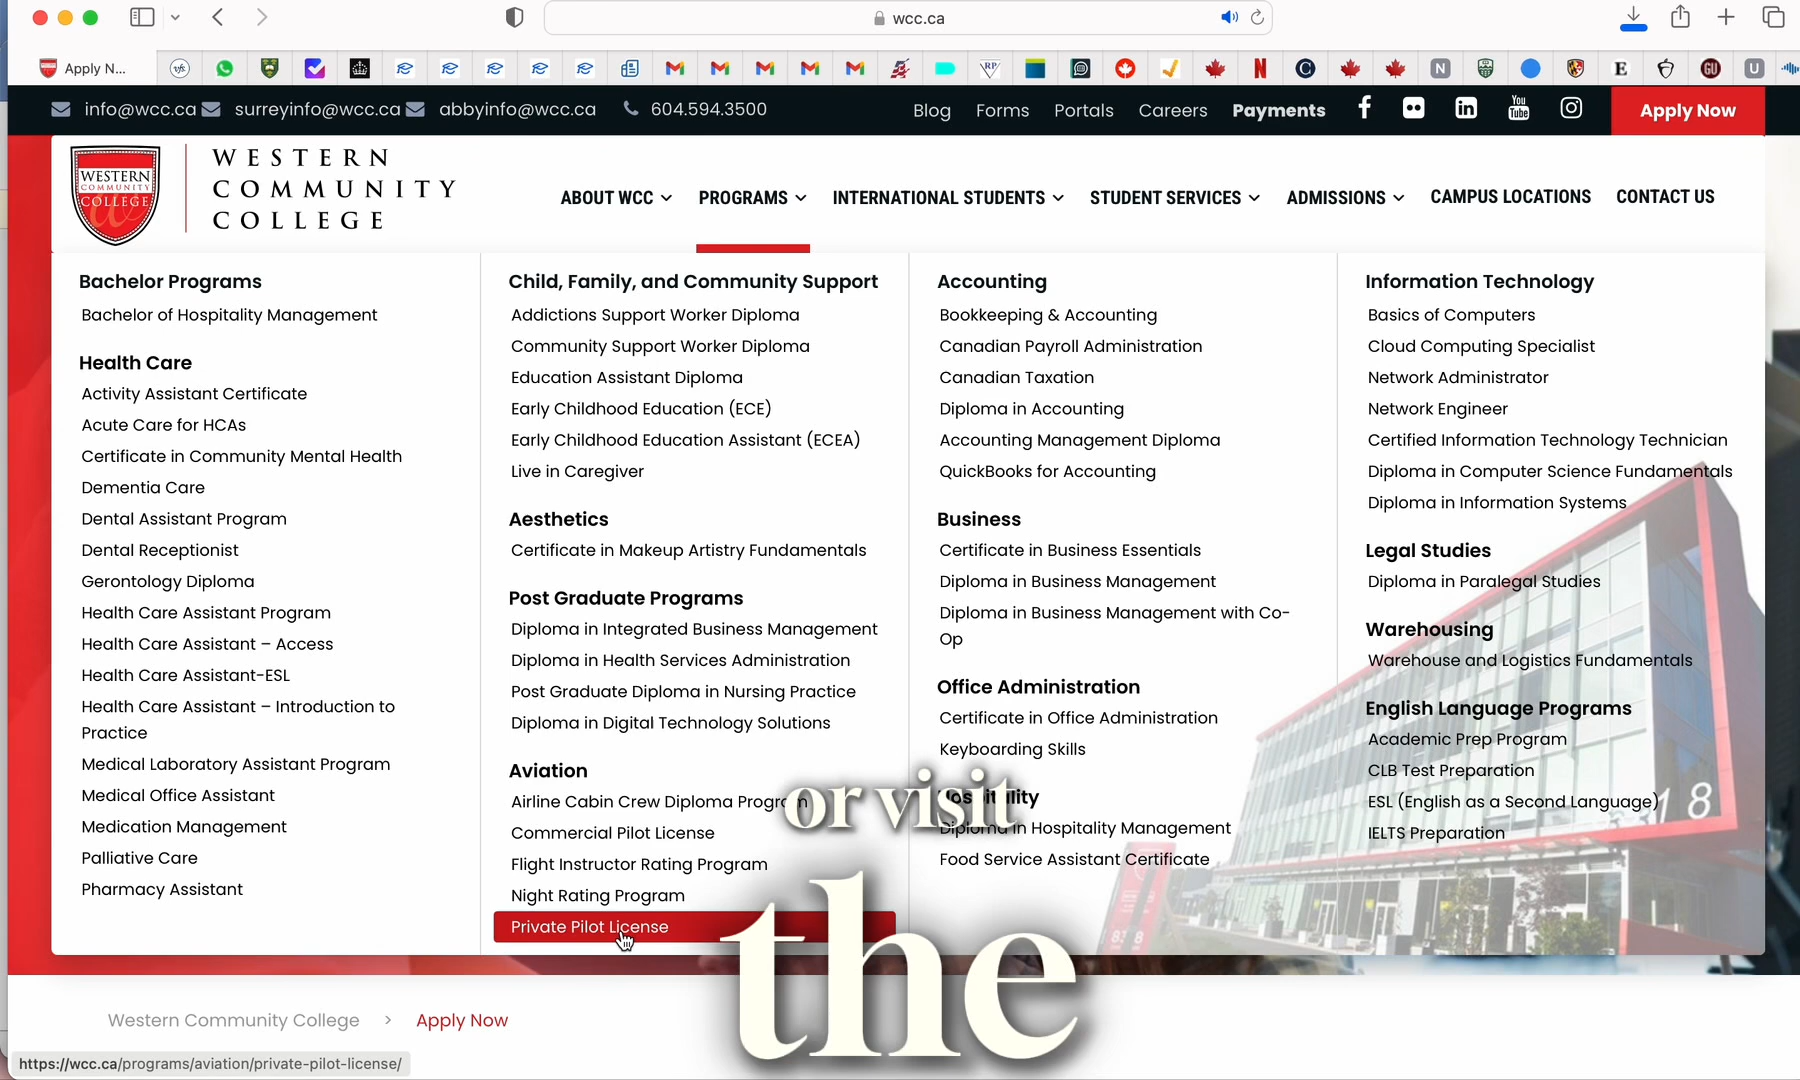 wcc.ca
Apply N...
info@wcc.ca
surreyinfo@wcc.ca
abbyinfo@wcc.ca
604.594.3500
Blog
Forms
Portals
Careers
Payments
Apply Now
WESTERN
COMMUNITY
COLLEGE
WESTERN
COMMUNITY
COLLEGE
ABOUT WCC
PROGRAMS
INTERNATIONAL STUDENTS
STUDENT SERVICES
ADMISSIONS
CAMPUS LOCATIONS
CONTACT US
Bachelor Programs
Bachelor of Hospitality Management
Health Care
Activity Assistant Certificate
Acute Care for HCAs
Certificate in Community Mental Health
Dementia Care
Dental Assistant Program
Dental Receptionist
Gerontology Diploma
Health Care Assistant Program
Health Care Assistant – Access
Health Care Assistant-ESL
Health Care Assistant – Introduction to
Practice
Medical Laboratory Assistant Program
Medical Office Assistant
Medication Management
Palliative Care
Pharmacy Assistant
Child, Family, and Community Support
Addictions Support Worker Diploma
Community Support Worker Diploma
Education Assistant Diploma
Early Childhood Education (ECE)
Early Childhood Education Assistant (ECEA)
Live in Caregiver
Aesthetics
Certificate in Makeup Artistry Fundamentals
Post Graduate Programs
Diploma in Integrated Business Management
Diploma in Health Services Administration
Post Graduate Diploma in Nursing Practice
Diploma in Digital Technology Solutions
Aviation
Airline Cabin Crew Diploma Program
Commercial Pilot License
Flight Instructor Rating Program
Night Rating Program
Private Pilot License
Accounting
Bookkeeping & Accounting
Canadian Payroll Administration
Canadian Taxation
Diploma in Accounting
Accounting Management Diploma
QuickBooks for Accounting
Business
Certificate in Business Essentials
Diploma in Business Management
Diploma in Business Management with Co-
Op
Office Administration
Certificate in Office Administration
Keyboarding Skills
Hospitality
Diploma in Hospitality Management
Food Service Assistant Certificate
Information Technology
Basics of Computers
Cloud Computing Specialist
Network Administrator
Network Engineer
Certified Information Technology Technician
Diploma in Computer Science Fundamentals
Diploma in Information Systems
Legal Studies
Diploma in Paralegal Studies
Warehousing
Warehouse and Logistics Fundamentals
English Language Programs
Academic Prep Program
CLB Test Preparation
ESL (English as a Second Language)
IELTS Preparation
or visit
the
Western Community College > Apply Now
https://wcc.ca/programs/aviation/private-pilot-license/